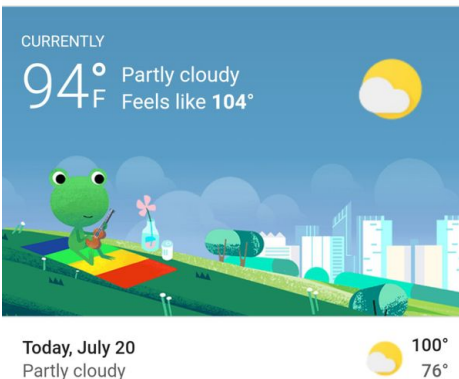 CURRENTLY
94°F Partly cloudy
Feels like 104°
Today, July 20 100°
Partly cloudy 76°